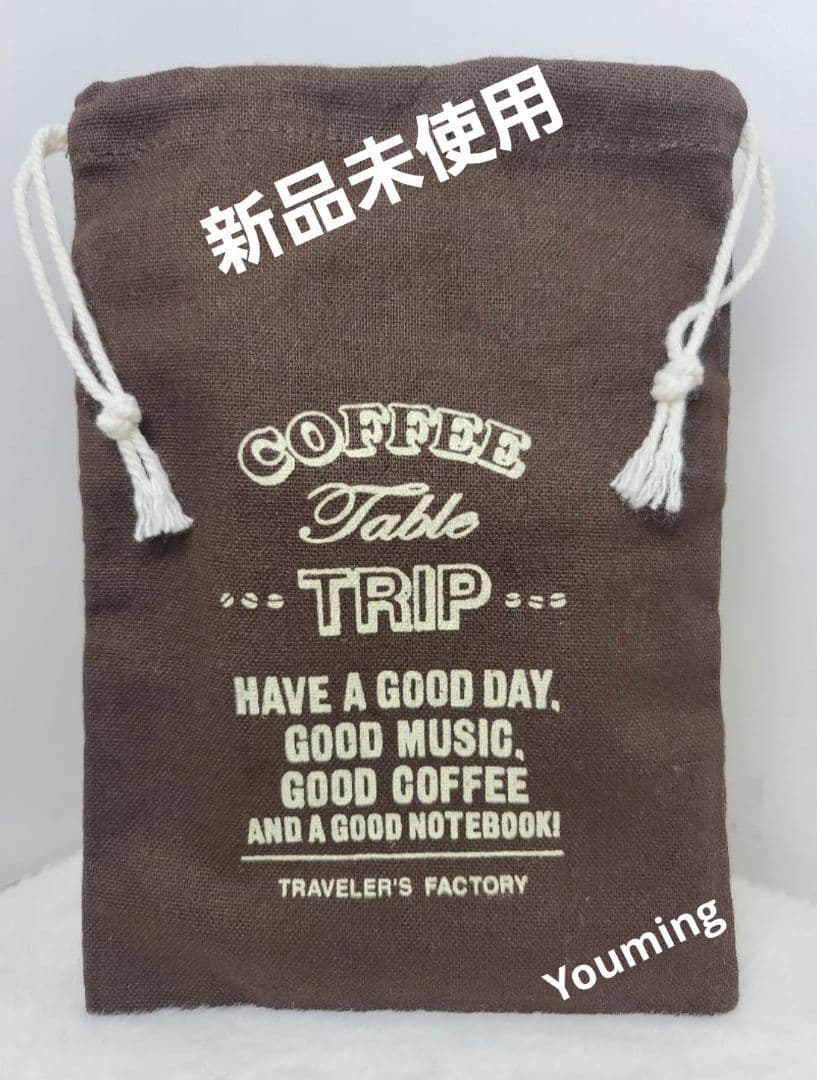 新品未使用
COFFEE
Table
TRIP
HAVE A GOOD DAY,
GOOD MUSIC,
GOOD COFFEE
AND A GOOD NOTEBOOK!
TRAVELER'S FACTORY
Youming